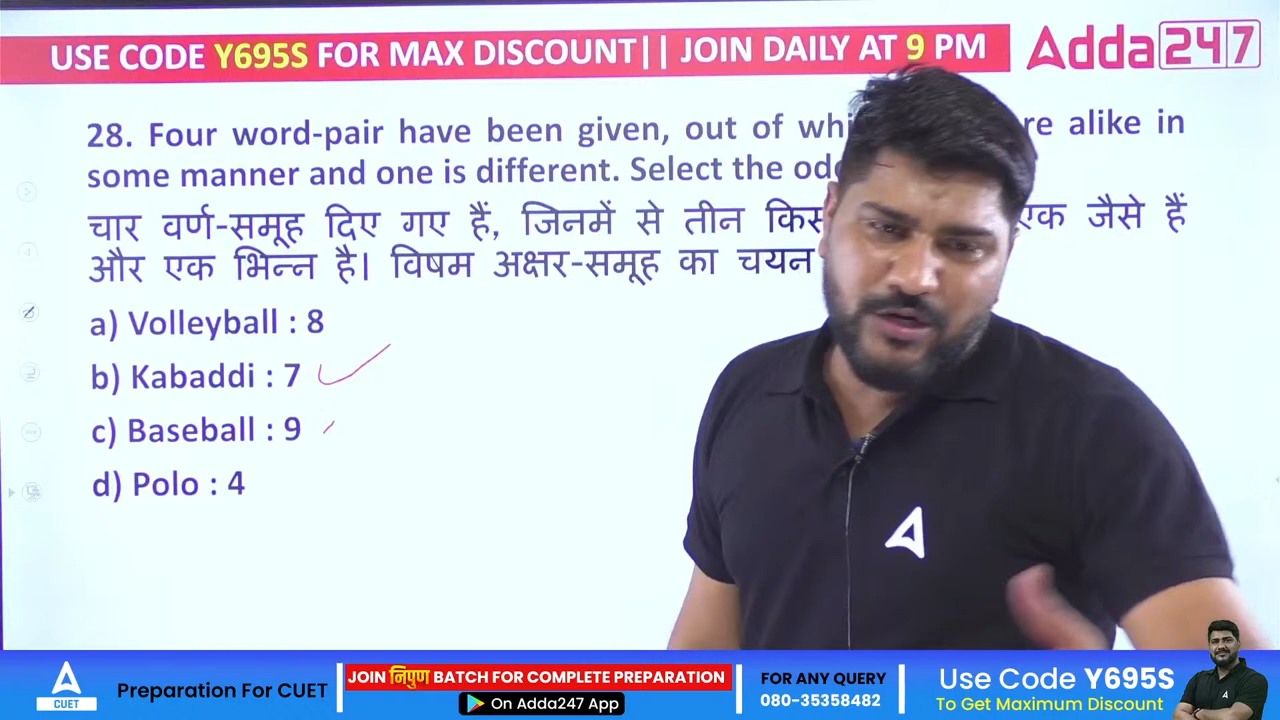 USE CODE Y695S FOR MAX DISCOUNT|| JOIN DAILY AT 9 PM
Adda247
28. Four word-pair have been given, out of alike in
some manner and one is different. Select the
चार वर्ण-समूह दिए गए हैं, जिनमें से तीन एक जैसे हैं
और एक भिन्न है। विषम अक्षर-समूह का चयन
a) Volleyball : 8
b) Kabaddi : 7
c) Baseball : 9
d) Polo : 4
CUET
Preparation For CUET
JOIN निपुण BATCH FOR COMPLETE PREPARATION
On Adda247 App
FOR ANY QUERY
080-35358482
Use Code Y695S
To Get Maximum Discount